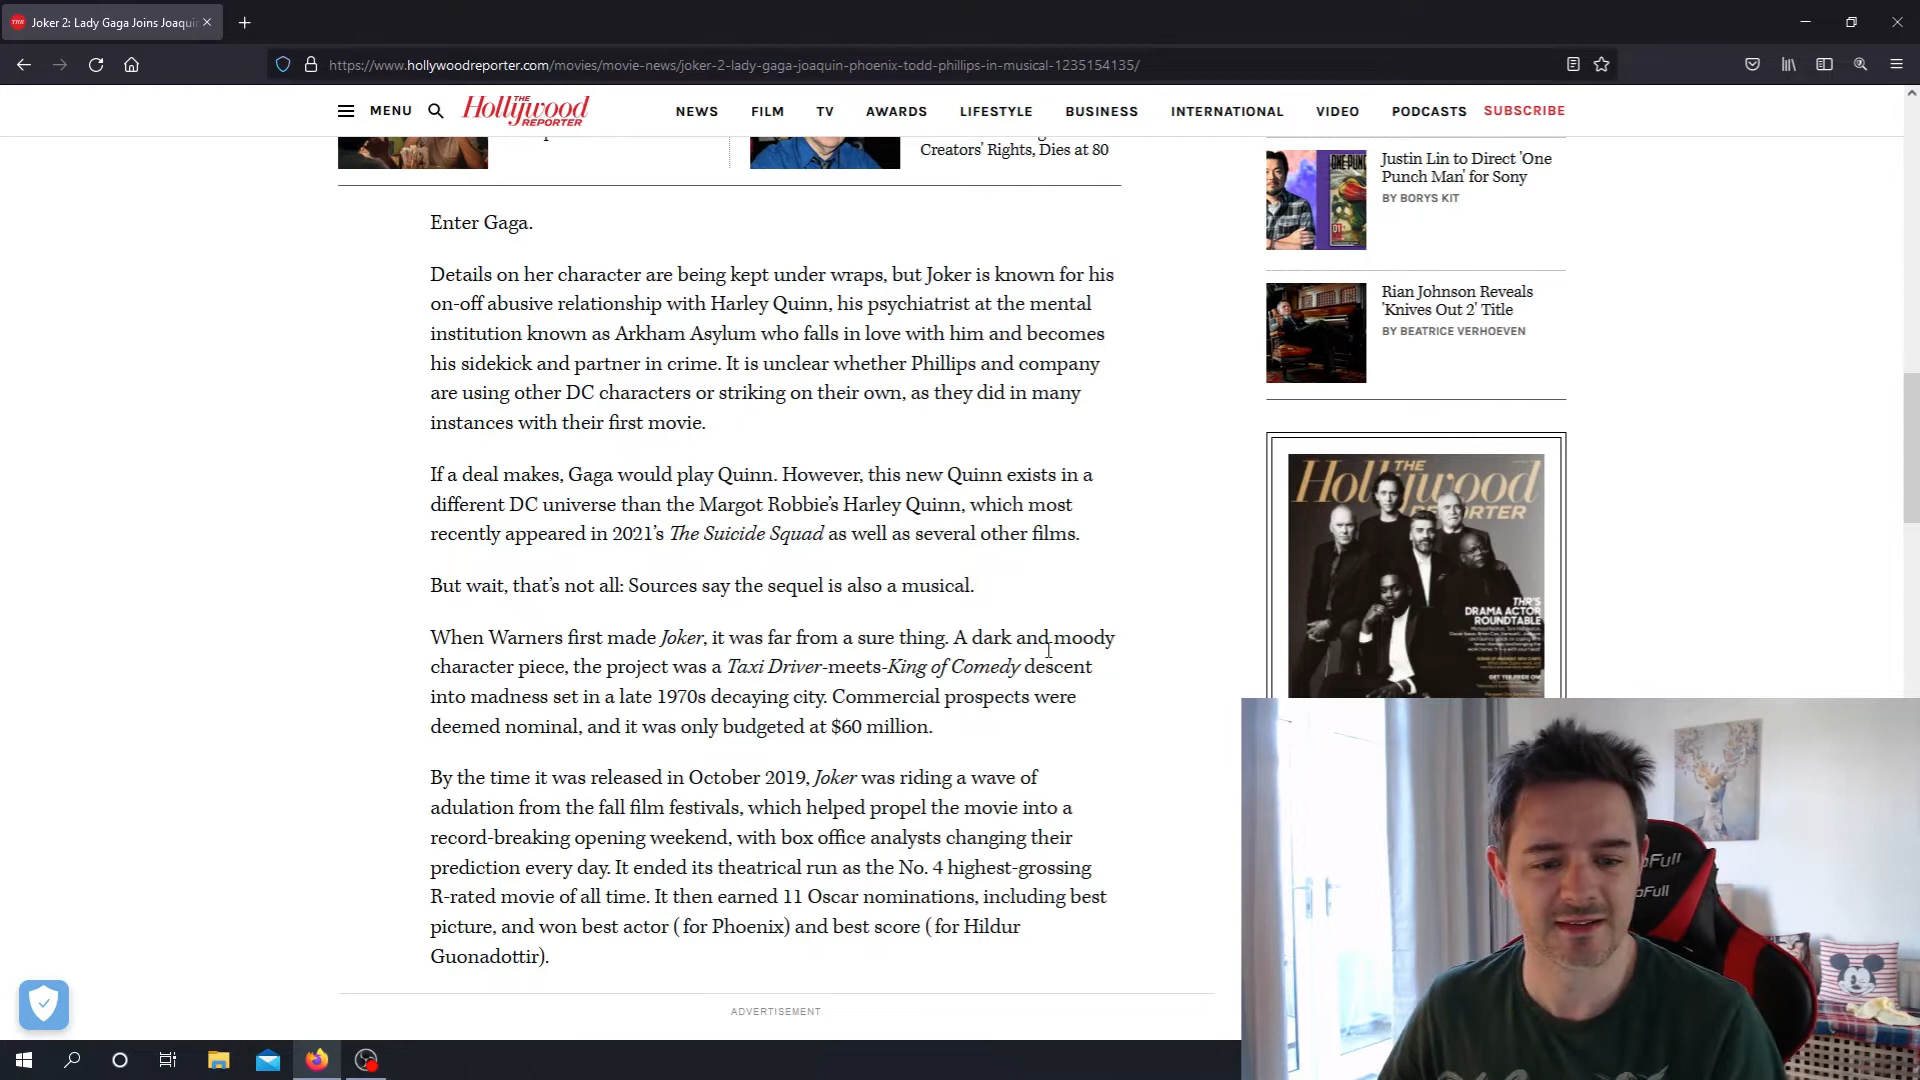 Joker 2: Lady Gaga Joins Joaqui
https://www.hollywoodreporter.com/movies/movie-news/joker-2-lady-gaga-joaquin-phoenix-todd-phillips-in-musical-1235154135/
MENU
THE
Hollywood
REPORTER
NEWS FILM TV AWARDS LIFESTYLE BUSINESS INTERNATIONAL VIDEO PODCASTS SUBSCRIBE
Creators' Rights, Dies at 80
Enter Gaga.
Details on her character are being kept under wraps, but Joker is known for his
on-off abusive relationship with Harley Quinn, his psychiatrist at the mental
institution known as Arkham Asylum who falls in love with him and becomes
his sidekick and partner in crime. It is unclear whether Phillips and company
are using other DC characters or striking on their own, as they did in many
instances with their first movie.
If a deal makes, Gaga would play Quinn. However, this new Quinn exists in a
different DC universe than the Margot Robbie’s Harley Quinn, which most
recently appeared in 2021’s The Suicide Squad as well as several other films.
But wait, that’s not all: Sources say the sequel is also a musical.
When Warners first made Joker, it was far from a sure thing. A dark and moody
character piece, the project was a Taxi Driver-meets-King of Comedy descent
into madness set in a late 1970s decaying city. Commercial prospects were
deemed nominal, and it was only budgeted at $60 million.
By the time it was released in October 2019, Joker was riding a wave of
adulation from the fall film festivals, which helped propel the movie into a
record-breaking opening weekend, with box office analysts changing their
prediction every day. It ended its theatrical run as the No. 4 highest-grossing
R-rated movie of all time. It then earned 11 Oscar nominations, including best
picture, and won best actor ( for Phoenix) and best score ( for Hildur
Guonadottir).
ADVERTISEMENT
Justin Lin to Direct 'One
Punch Man' for Sony
BY BORYS KIT
Rian Johnson Reveals
'Knives Out 2' Title
BY BEATRICE VERHOEVEN
THE
Hollywood
REPORTER
THR'S
DRAMA ACTOR
ROUNDTABLE